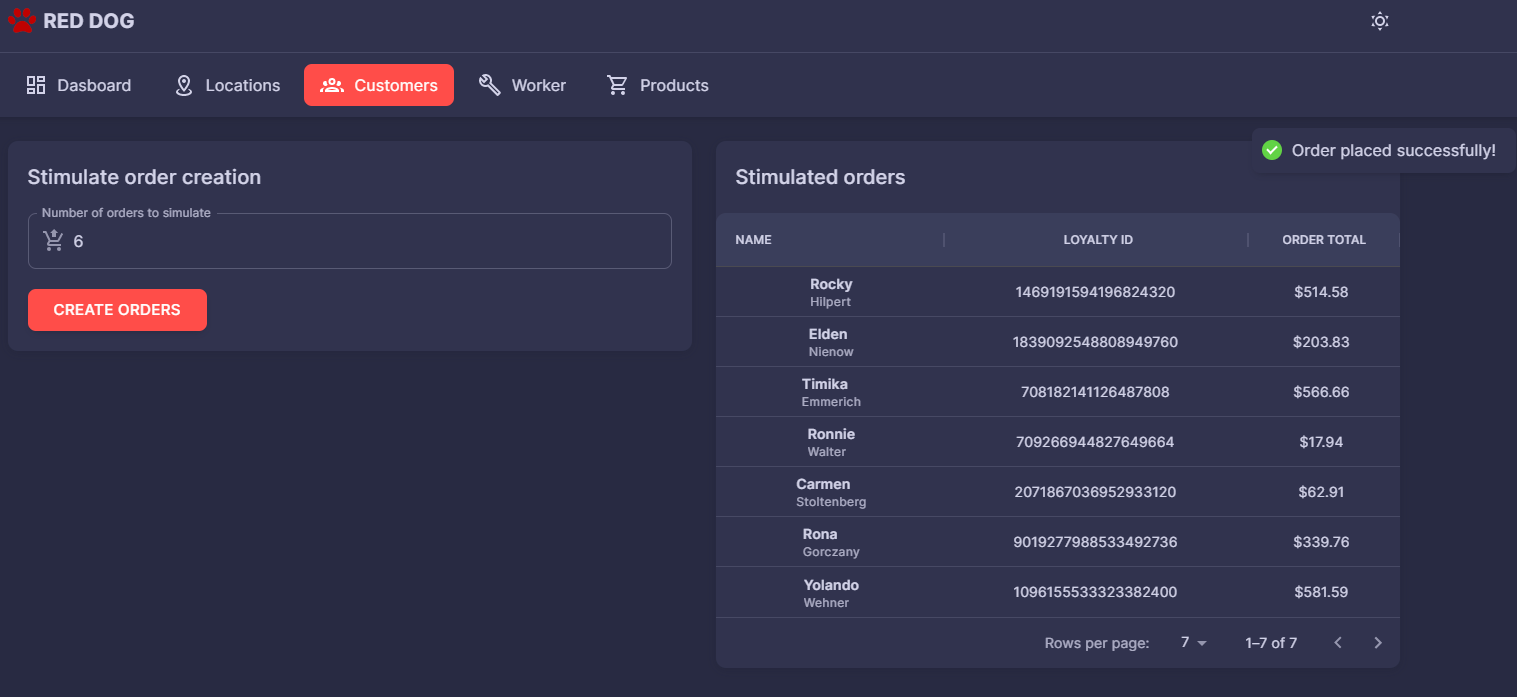 RED DOG
Dasboard Locations Customers Worker Products
Order placed successfully!
Stimulate order creation
Number of orders to simulate
6
CREATE ORDERS
Stimulated orders
NAME LOYALTY ID ORDER TOTAL
Rocky
Hilpert
1469191594196824320 $514.58
Elden
Nienow
1839092548808949760 $203.83
Timika
Emmerich
708182141126487808 $566.66
Ronnie
Walter
709266944827649664 $17.94
Carmen
Stoltenberg
2071867036952933120 $62.91
Rona
Gorczany
9019277988533492736 $339.76
Yolando
Wehner
1096155533323382400 $581.59
Rows per page: 7 1–7 of 7